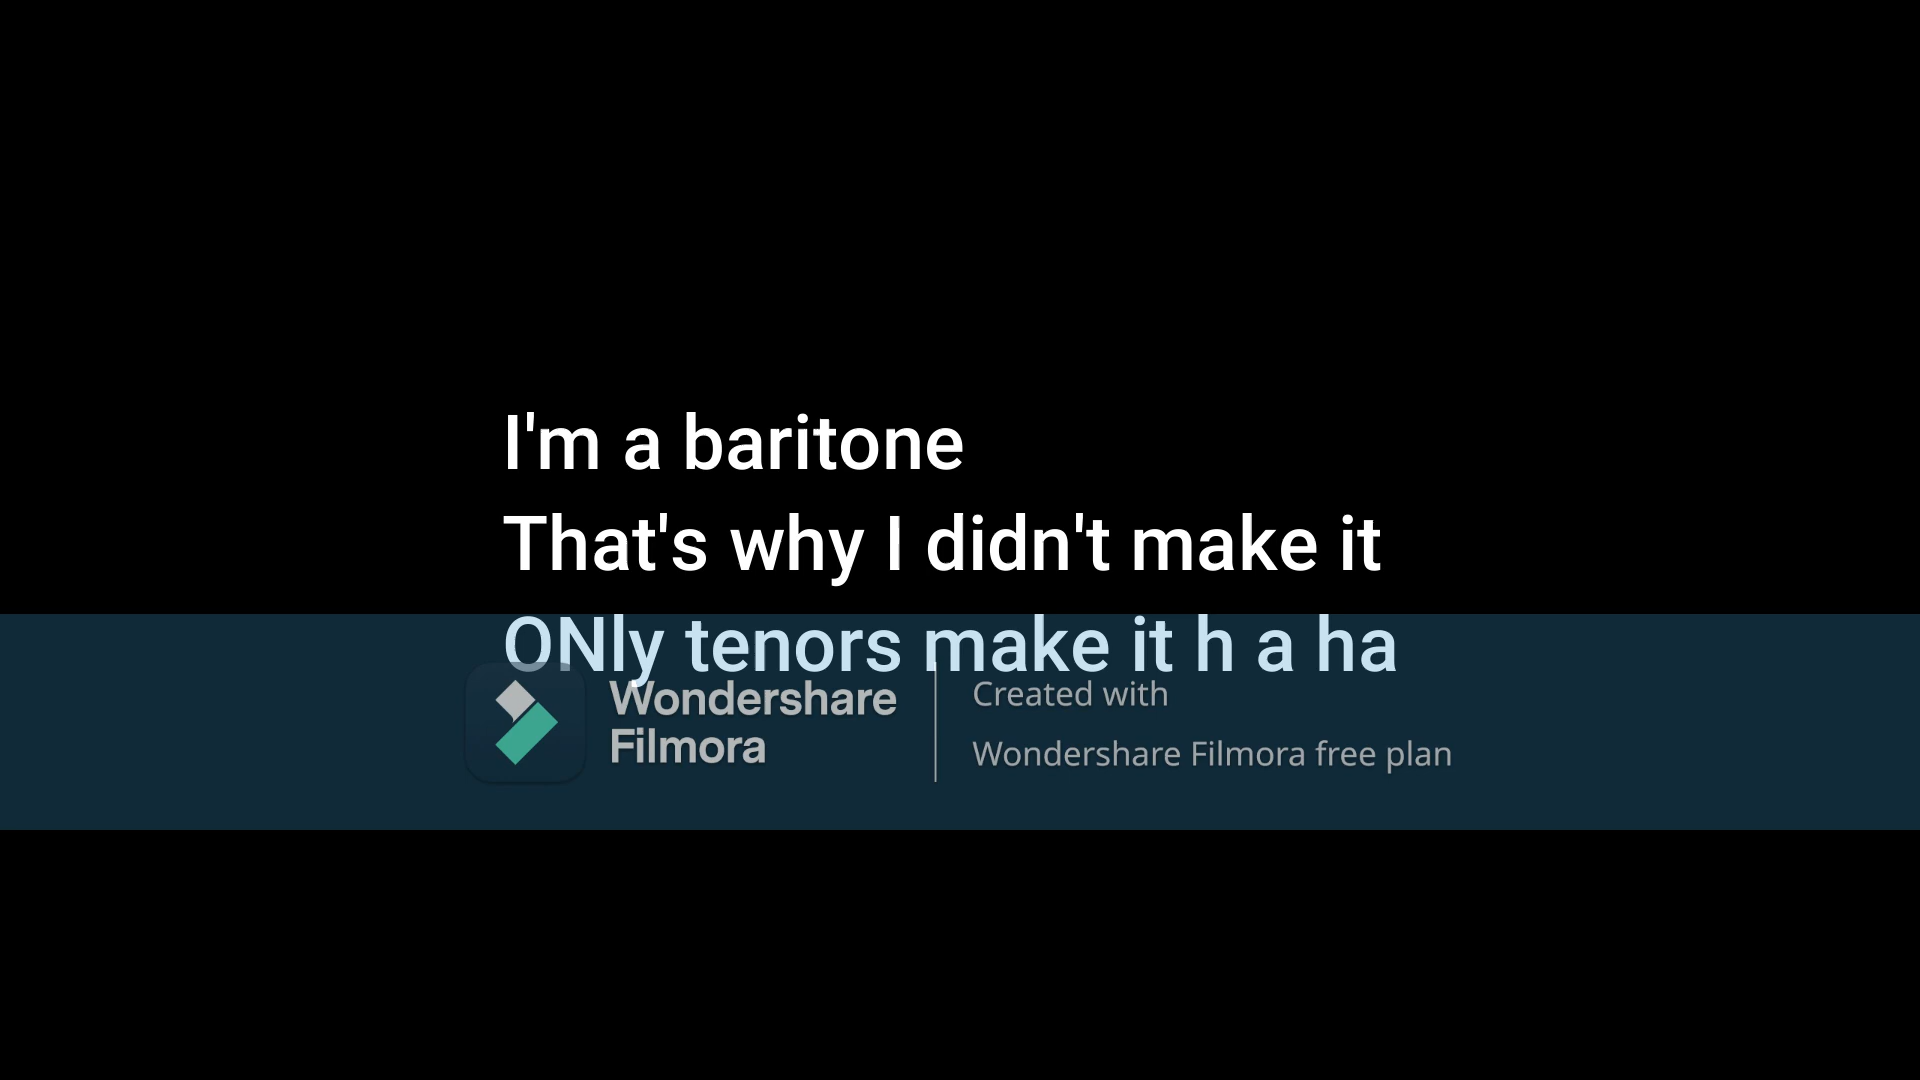 I'm a baritone
That's why I didn't make it
ONly tenors make it h a ha
Wondershare
Filmora
Created with
Wondershare Filmora free plan